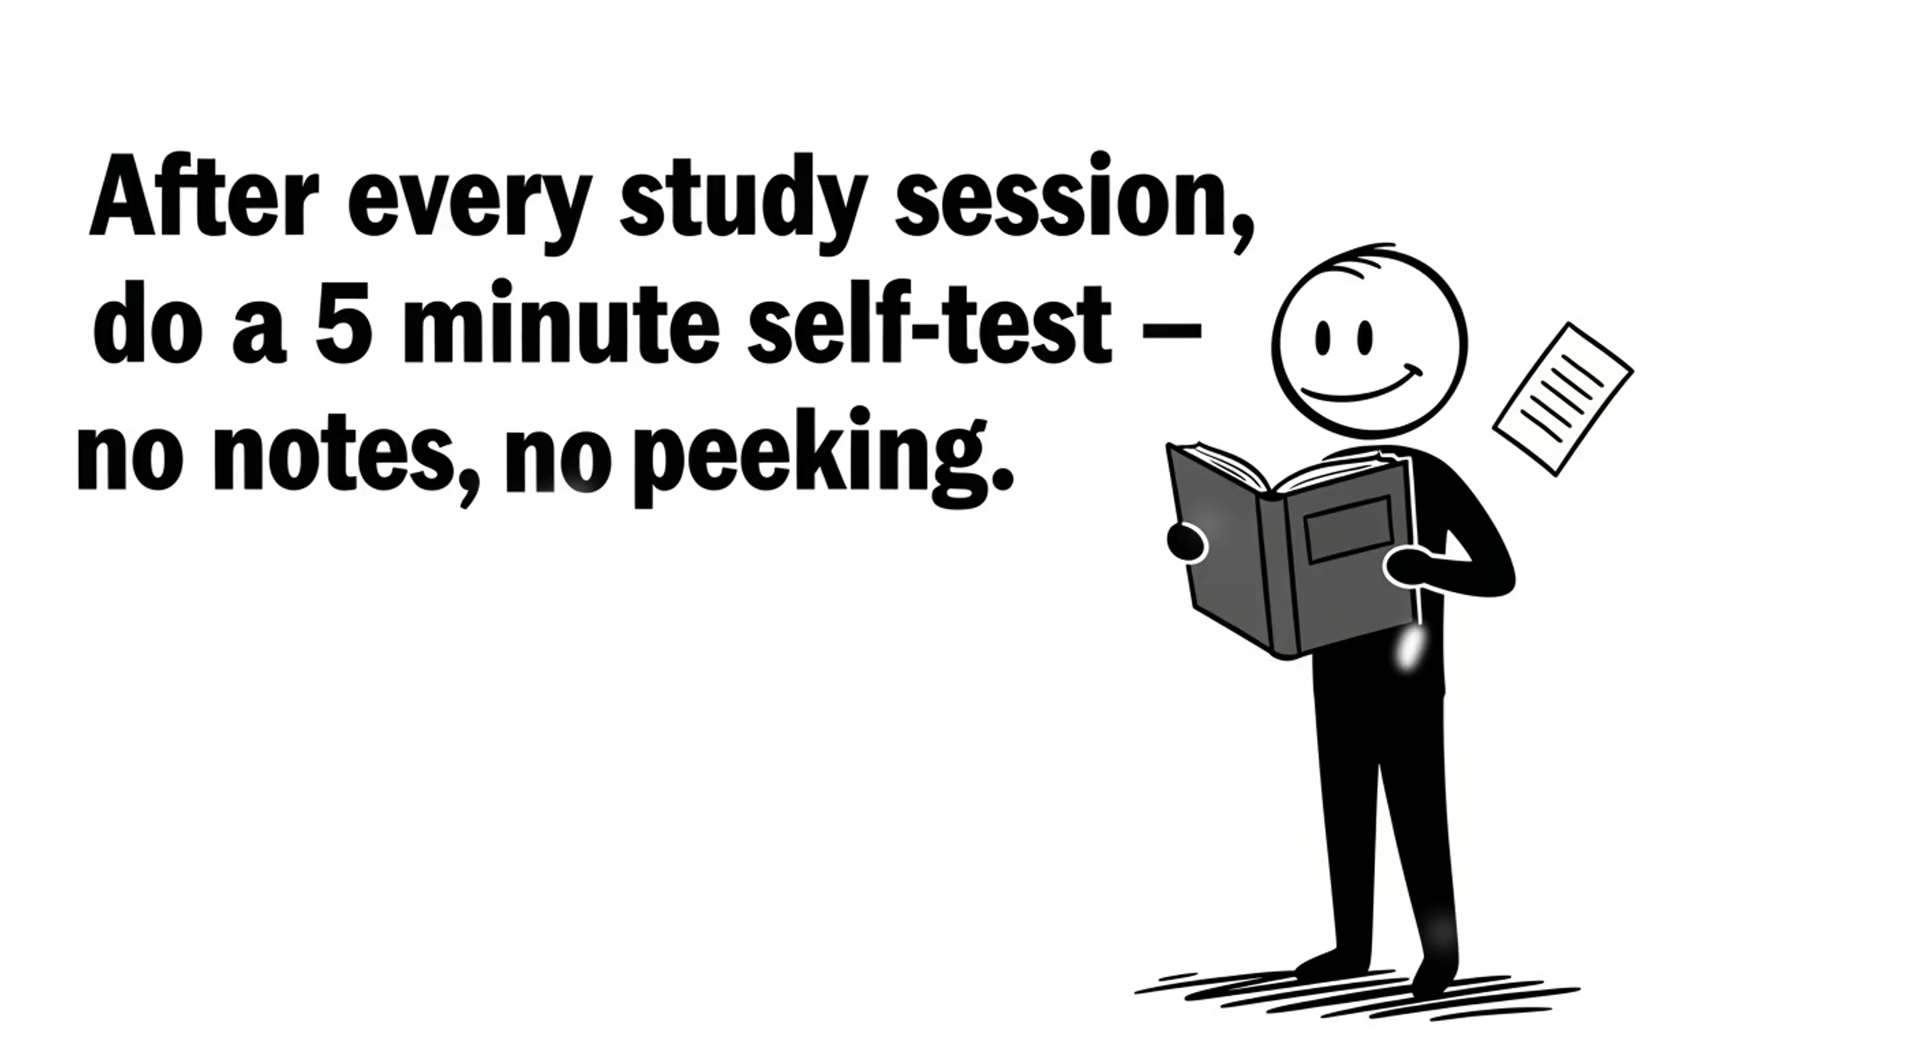 After every study session,
do a 5 minute self-test –
no notes, no peeking.